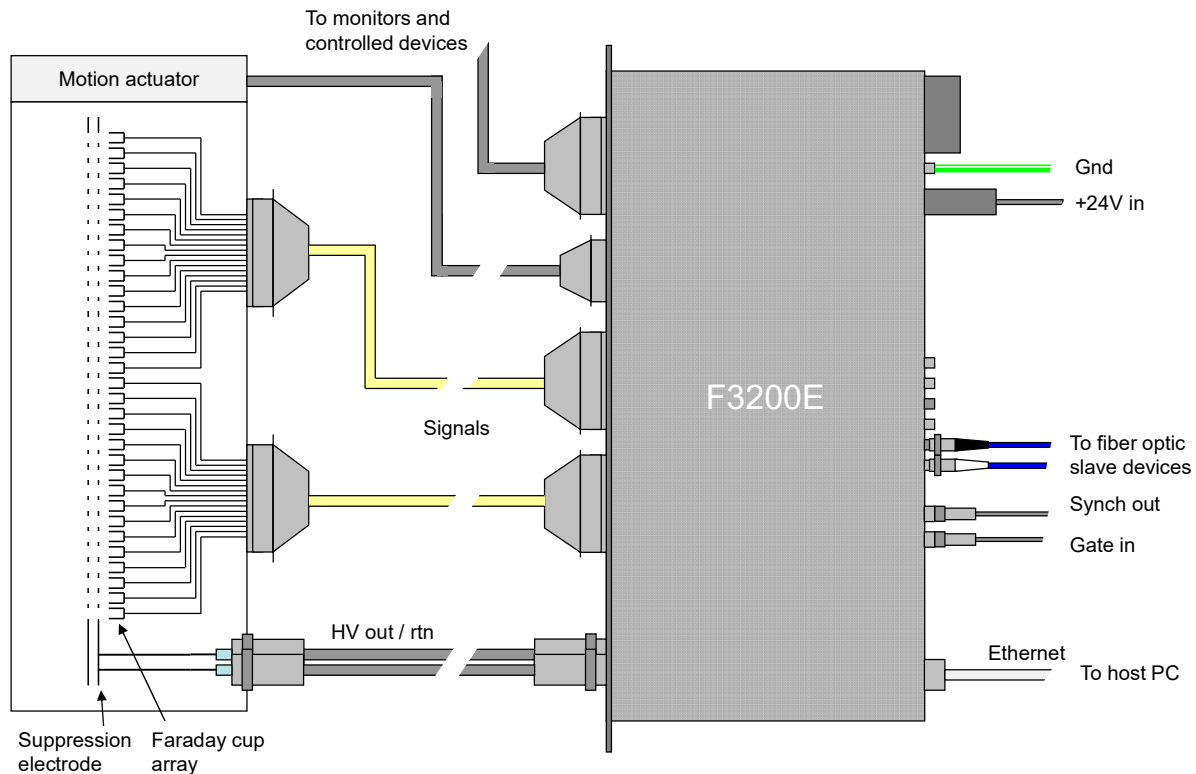 To monitors and
controlled devices
Motion actuator
Gnd
+24V in
F3200E
Signals
To fiber optic
slave devices
Synch out
Gate in
HV out / rtn
Ethernet
To host PC
Suppression
electrode
Faraday cup
array